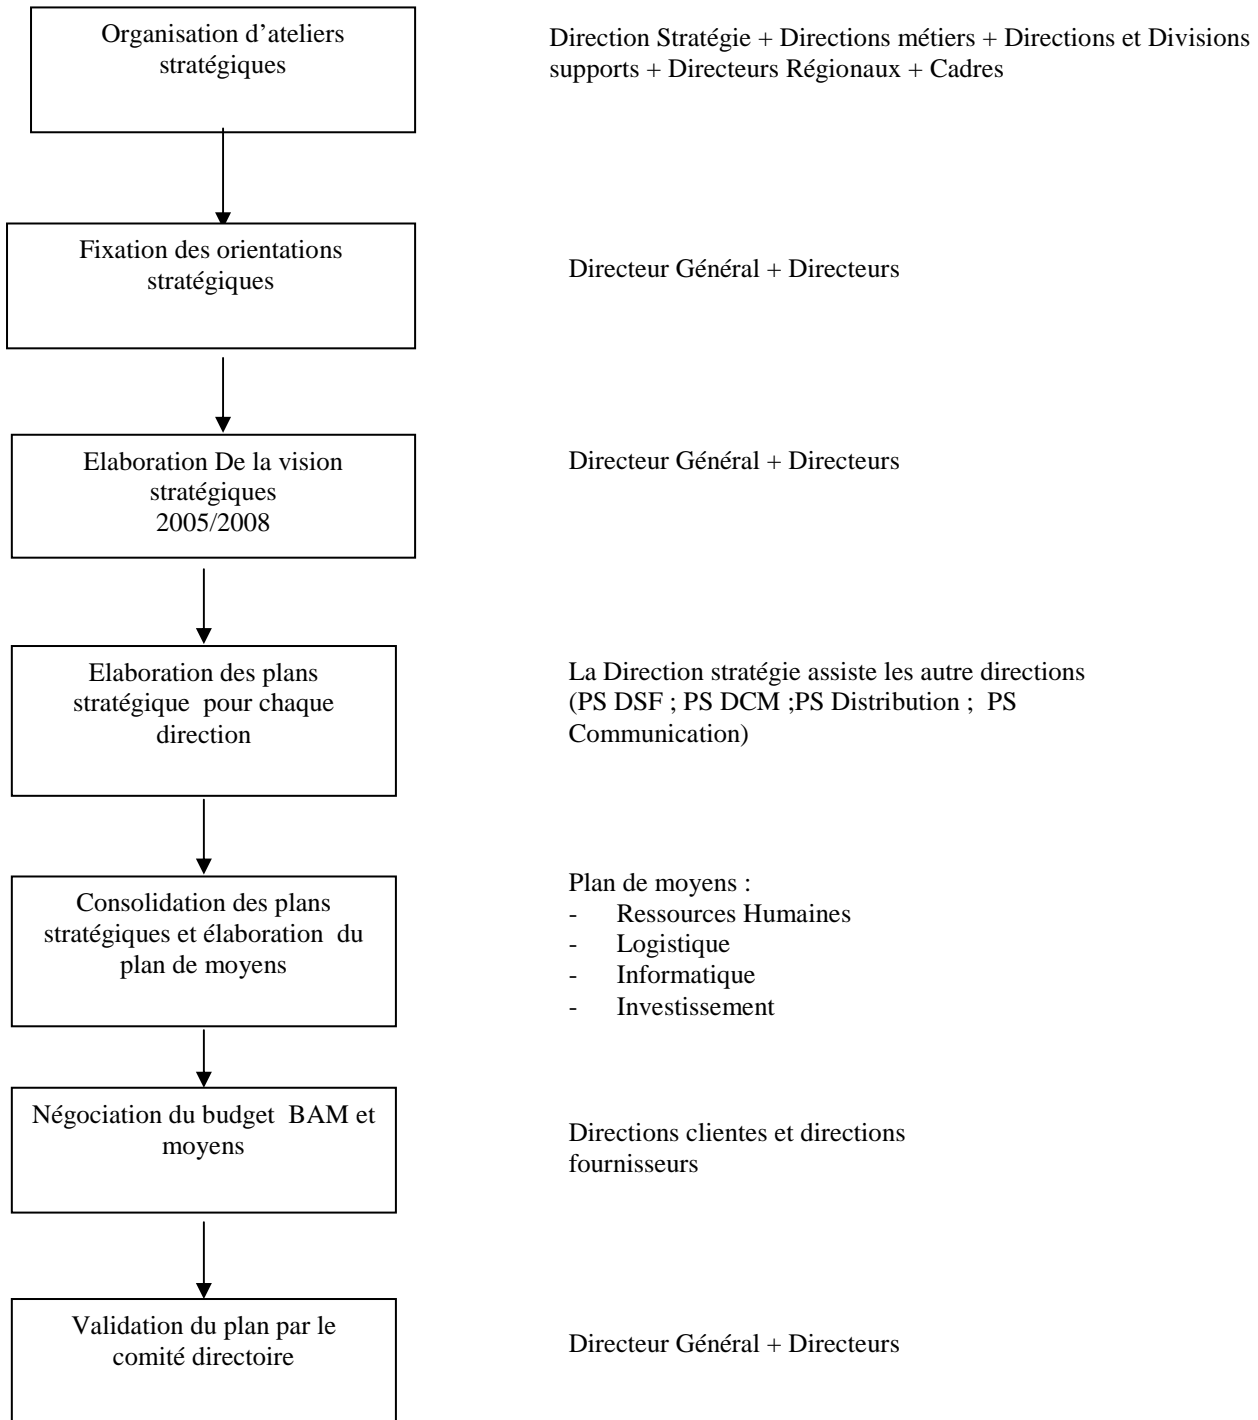 Organisation d’ateliers
stratégiques
Direction Stratégie + Directions métiers + Directions et Divisions
supports + Directeurs Régionaux + Cadres
Fixation des orientations
stratégiques
Directeur Général + Directeurs
Elaboration De la vision
stratégiques
2005/2008
Directeur Général + Directeurs
Elaboration des plans
stratégique pour chaque
direction
La Direction stratégie assiste les autre directions
(PS DSF ; PS DCM ;PS Distribution ; PS
Communication)
Consolidation des plans
stratégiques et élaboration du
plan de moyens
Plan de moyens :
- Ressources Humaines
- Logistique
- Informatique
- Investissement
Négociation du budget BAM et
moyens
Directions clientes et directions
fournisseurs
Validation du plan par le
comité directoire
Directeur Général + Directeurs